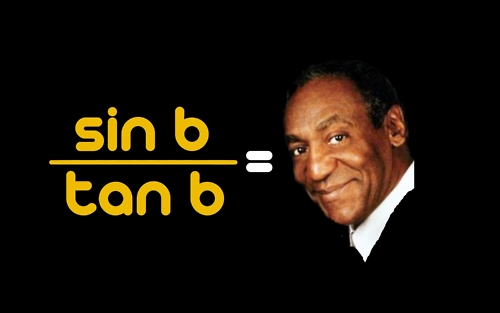 sin b
tan b
=